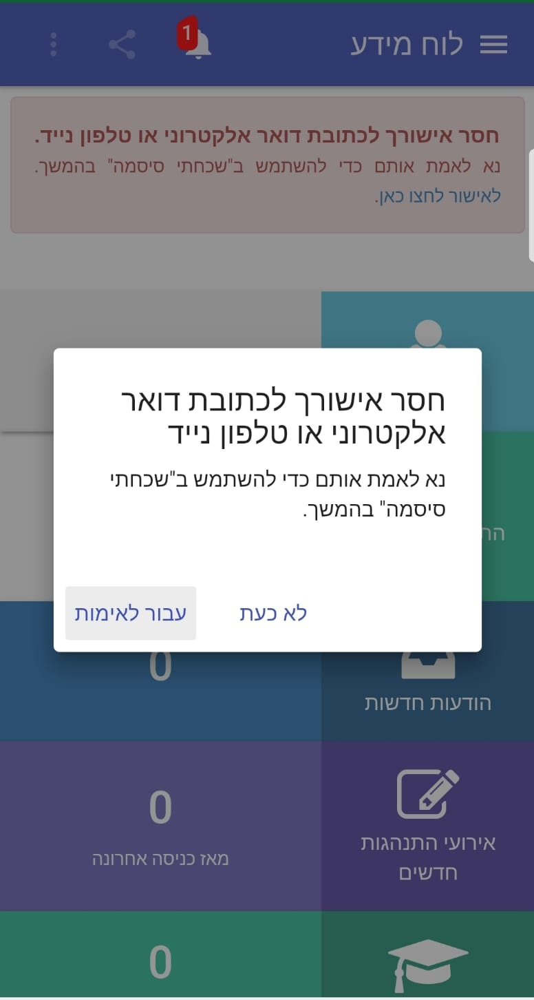 לוח מידע
1
חסר אישורך לכתובת דואר אלקטרוני או טלפון נייד.
נא לאמת אותם כדי להשתמש ב"שכחתי סיסמה" בהמשך.
לאישור לחצו כאן.
חסר אישורך לכתובת דואר
אלקטרוני או טלפון נייד
נא לאמת אותם כדי להשתמש ב"שכחתי
סיסמה" בהמשך.
לא כעת
עבור לאימות
הודעות חדשות
0
אירועי התנהגות
חדשים
0
מאז כניסה אחרונה
0